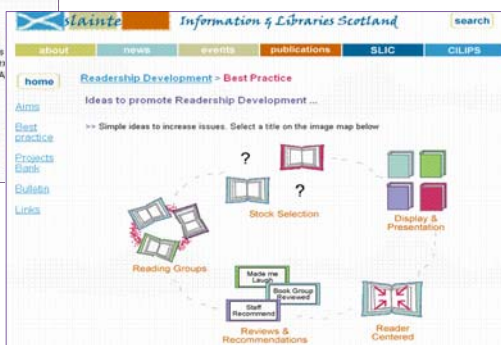 slainte Information & Libraries Scotland search
about news events publications SLIC CILIPS
home Readership Development > Best Practice
Ideas to promote Readership Development ...
Aims
>> Simple ideas to increase issues. Select a title on the image map below
Best
practice
Projects
Bank
Bulletin
Links
? 
?
Stock Selection
Display &
Presentation
Reading Groups
Made me
Laugh
Book Group
Reviewed
Staff
Recommend
Reviews &
Recommendations
Reader
Centered